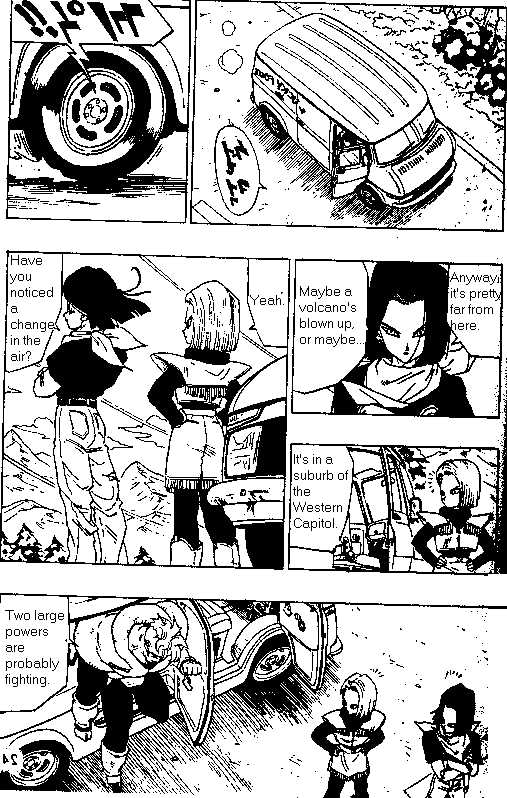 Have
you
noticed
a
change
in the
air?
Yeah.
Maybe a
volcano's
blown up,
or maybe...
Anyway,
it's pretty
far from
here.
It's in a
suburb of
the
Western
Capitol.
Two large
powers
are
probably
fighting.